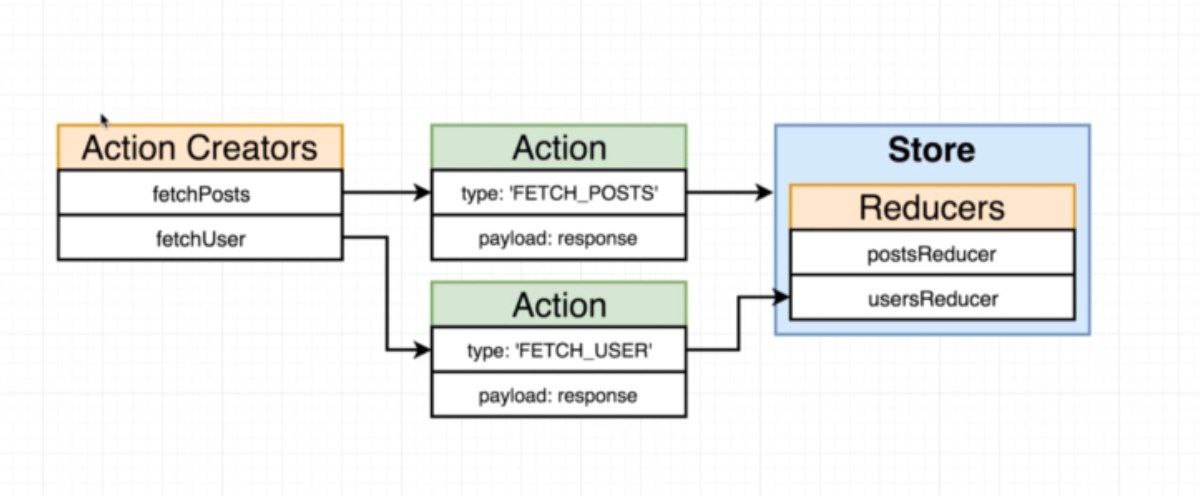 Action Creators
fetchPosts
fetchUser
Action
type: 'FETCH_POSTS'
payload: response
Action
type: 'FETCH_USER'
payload: response
Store
Reducers
postsReducer
usersReducer